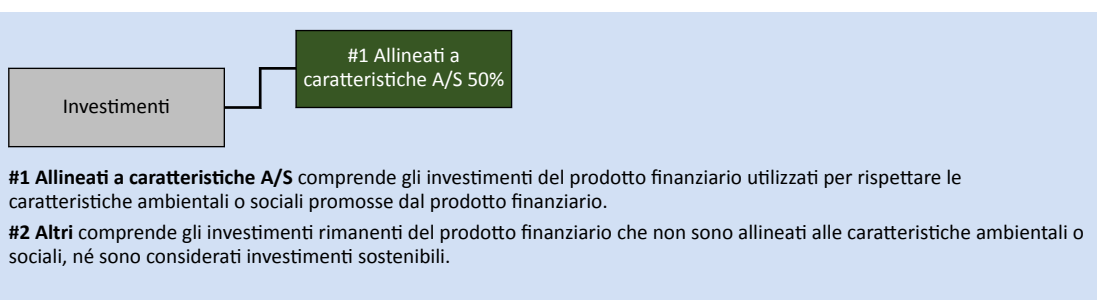 #1 Allineati a
caratteristiche A/S 50%
Investimenti
#1 Allineati a caratteristiche A/S comprende gli investimenti del prodotto finanziario utilizzati per rispettare le
caratteristiche ambientali o sociali promosse dal prodotto finanziario.
#2 Altri comprende gli investimenti rimanenti del prodotto finanziario che non sono allineati alle caratteristiche ambientali o
sociali, né sono considerati investimenti sostenibili.